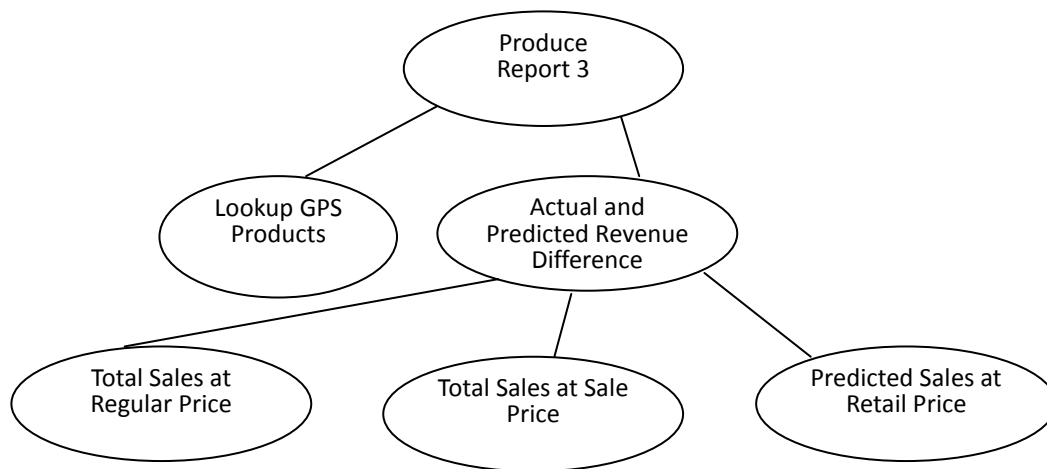 Produce
Report 3
Lookup GPS
Products
Actual and
Predicted Revenue
Difference
Total Sales at
Regular Price
Total Sales at Sale
Price
Predicted Sales at
Retail Price